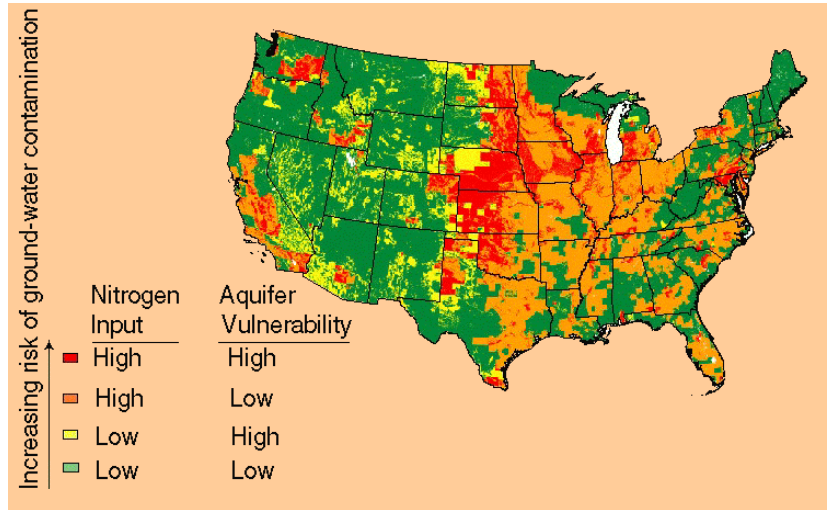 Increasing risk of ground-water contamination
Nitrogen Aquifer
Input Vulnerability
High High
High Low
Low High
Low Low